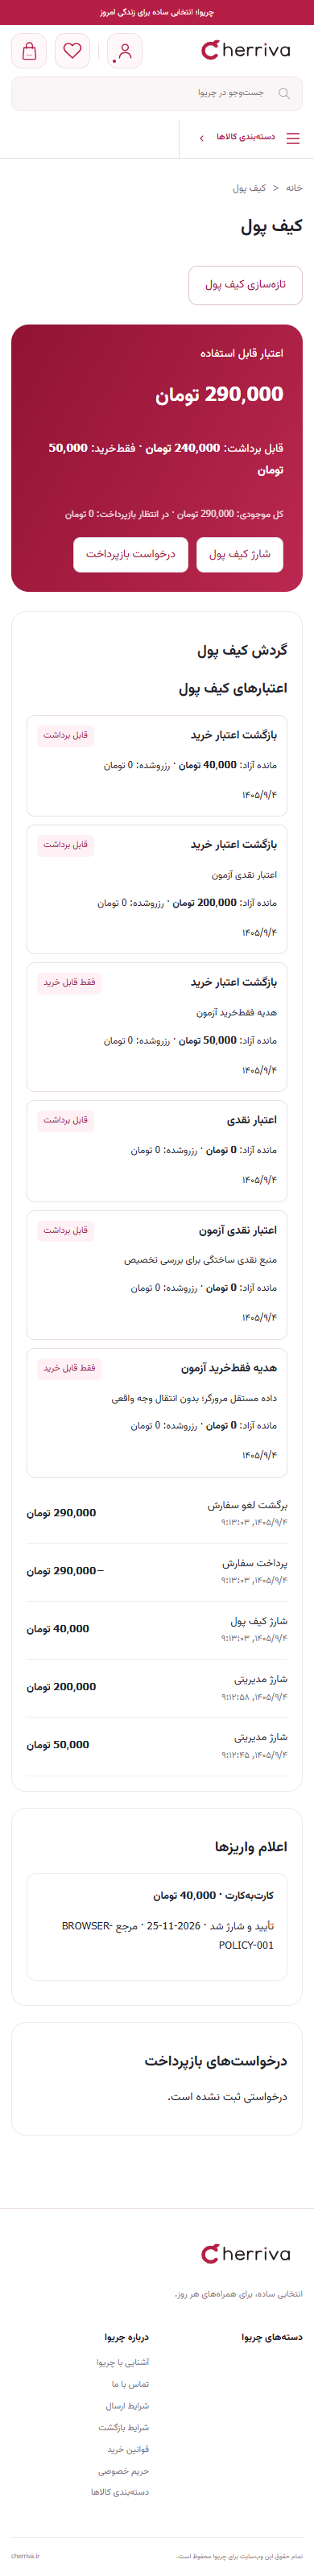 چریوا؛ انتخابی ساده برای زندگی امروز
cherriva
جست‌وجو در چریوا
دسته‌بندی کالاها
خانه > کیف پول
کیف پول
تازه‌سازی کیف پول
اعتبار قابل استفاده
290,000 تومان
قابل برداشت: 240,000 تومان · فقط‌خرید: 50,000
تومان
کل موجودی: 290,000 تومان · در انتظار بازپرداخت: 0 تومان
شارژ کیف پول
درخواست بازپرداخت
گردش کیف پول
اعتبارهای کیف پول
بازگشت اعتبار خرید
قابل برداشت
مانده آزاد: 40,000 تومان · رزروشده: 0 تومان
۱۴۰۵/۹/۴
بازگشت اعتبار خرید
قابل برداشت
اعتبار نقدی آزمون
مانده آزاد: 200,000 تومان · رزروشده: 0 تومان
۱۴۰۵/۹/۴
بازگشت اعتبار خرید
فقط قابل خرید
هدیه فقط‌خرید آزمون
مانده آزاد: 50,000 تومان · رزروشده: 0 تومان
۱۴۰۵/۹/۴
اعتبار نقدی
قابل برداشت
مانده آزاد: 0 تومان · رزروشده: 0 تومان
۱۴۰۵/۹/۴
اعتبار نقدی آزمون
قابل برداشت
منبع نقدی ساختگی برای بررسی تخصیص
مانده آزاد: 0 تومان · رزروشده: 0 تومان
۱۴۰۵/۹/۴
هدیه فقط‌خرید آزمون
فقط قابل خرید
داده مستقل مرورگر؛ بدون انتقال وجه واقعی
مانده آزاد: 0 تومان · رزروشده: 0 تومان
۱۴۰۵/۹/۴
برگشت لغو سفارش
290,000 تومان
۱۴۰۵/۹/۴, ۹:۱۳:۰۳
پرداخت سفارش
−290,000 تومان
۱۴۰۵/۹/۴, ۹:۱۳:۰۳
شارژ کیف پول
40,000 تومان
۱۴۰۵/۹/۴, ۹:۱۳:۰۳
شارژ مدیریتی
200,000 تومان
۱۴۰۵/۹/۴, ۹:۱۲:۵۸
شارژ مدیریتی
50,000 تومان
۱۴۰۵/۹/۴, ۹:۱۲:۴۵
اعلام واریزها
کارت‌به‌کارت · 40,000 تومان
تأیید و شارژ شد · 2026-11-25 · مرجع BROWSER-
POLICY-001
درخواست‌های بازپرداخت
درخواستی ثبت نشده است.
cherriva
انتخابی ساده، برای همراه‌های هر روز.
دسته‌های چریوا
درباره چریوا
آشنایی با چریوا
تماس با ما
شرایط ارسال
شرایط بازگشت
قوانین خرید
حریم خصوصی
دسته‌بندی کالاها
تمام حقوق این وب‌سایت برای چریوا محفوظ است.
cherriva.ir